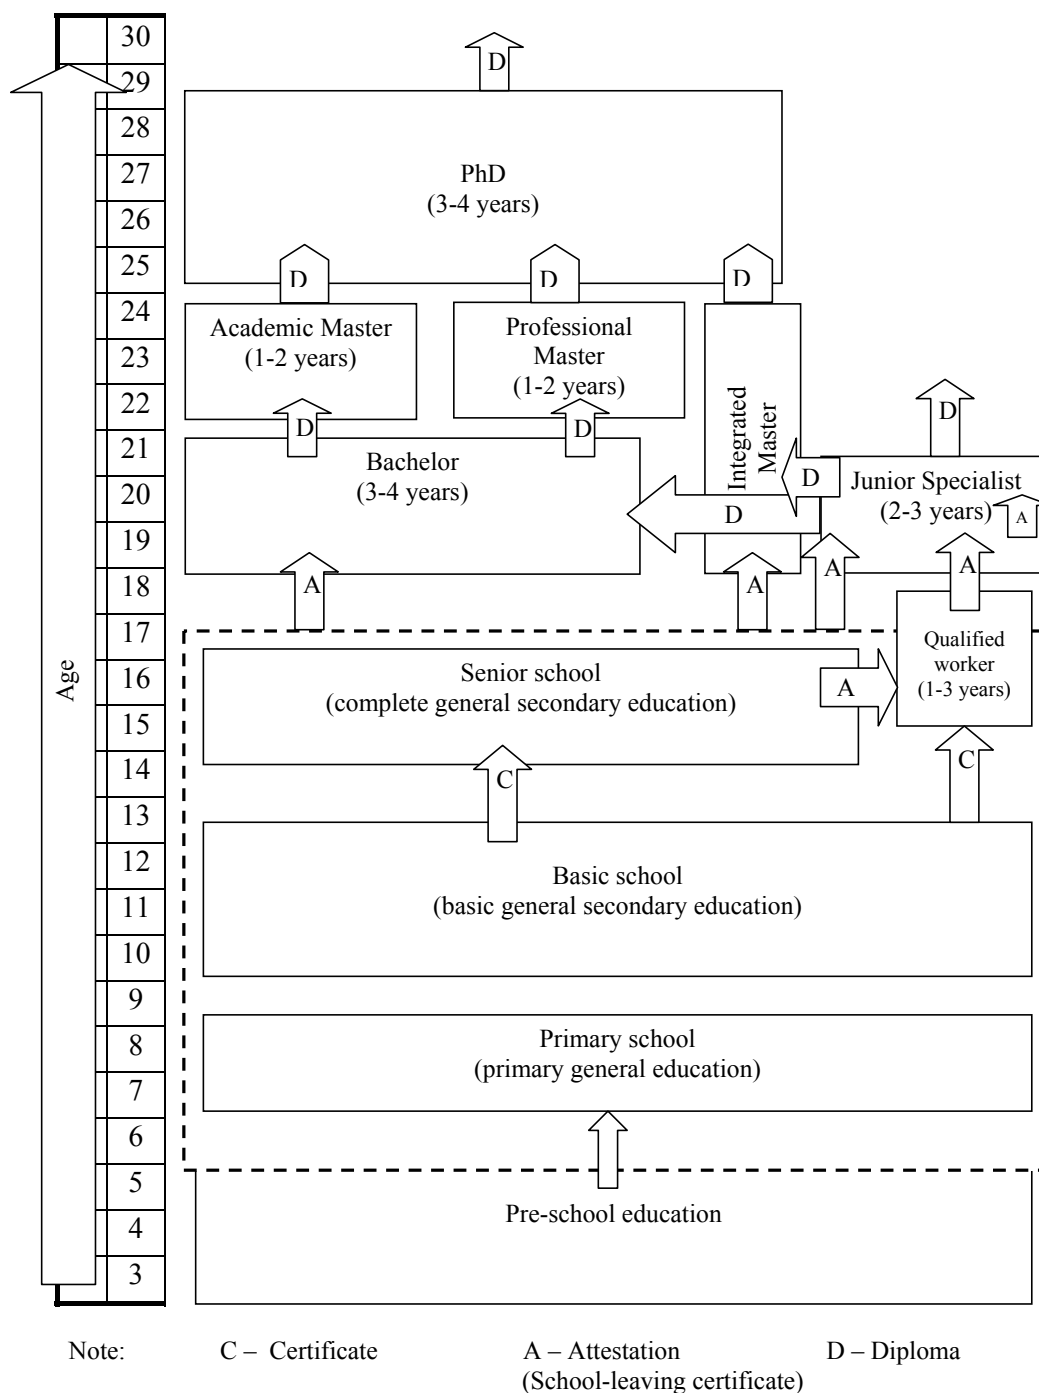 30
29
28
27
26
25
24
23
22
21
20
19
18
17
16
15
14
13
12
11
10
9
8
7
6
5
4
3
Age
D
PhD
(3-4 years)
D
D
D
Academic Master
(1-2 years)
Professional
Master
(1-2 years)
Integrated
Master
D
D
D
Bachelor
(3-4 years)
D
D
Junior Specialist
(2-3 years)
A
A
A
A
A
Senior school
(complete general secondary education)
A
Qualified
worker
(1-3 years)
C
C
Basic school
(basic general secondary education)
Primary school
(primary general education)
Pre-school education
Note: C – Certificate A – Attestation D – Diploma
(School-leaving certificate)